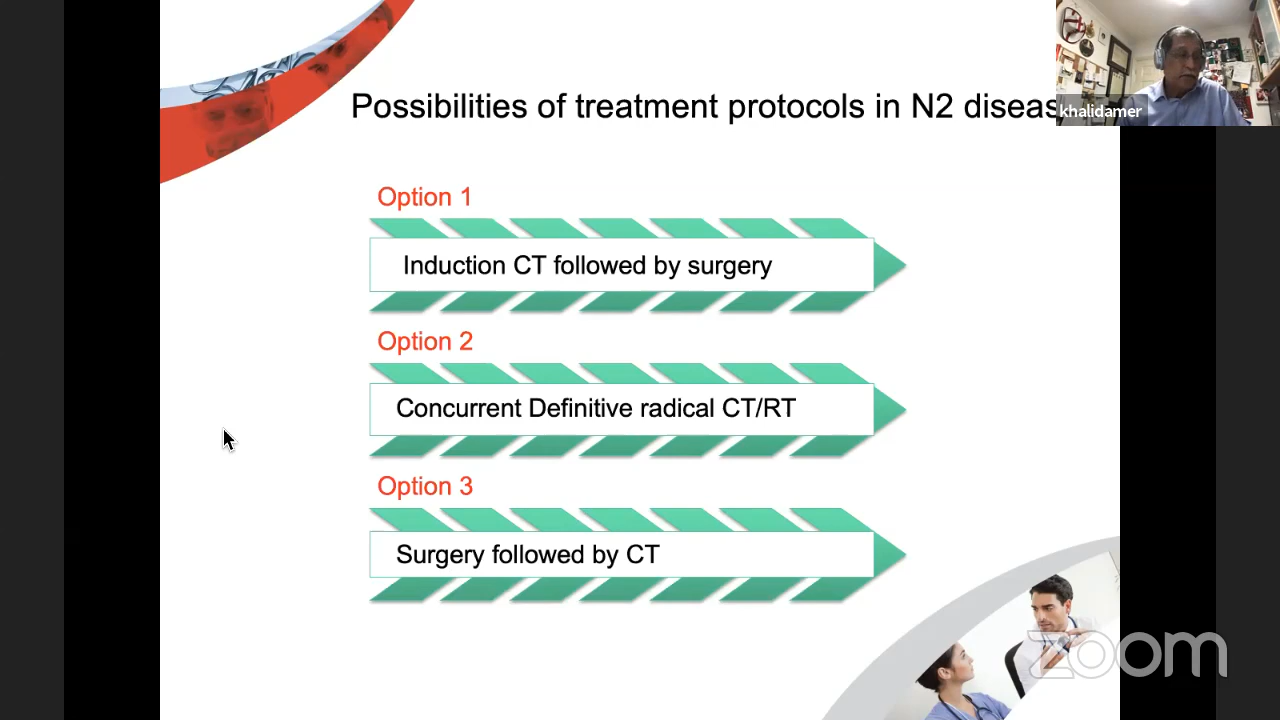 Possibilities of treatment protocols in N2 diseas
khalidamer
Option 1
Induction CT followed by surgery
Option 2
Concurrent Definitive radical CT/RT
Option 3
Surgery followed by CT
zoom